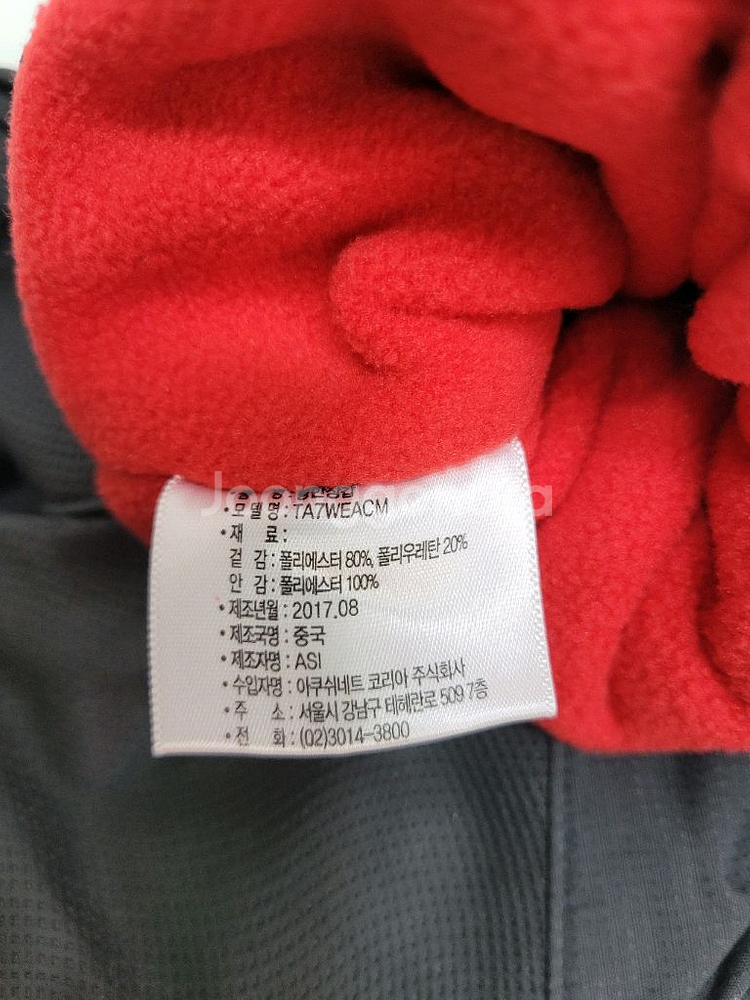 • 모 델 명 : TA7WEACM
• 재 료 :
겉 감 : 폴리에스터 80%, 폴리우레탄 20%
안 감 : 폴리에스터 100%
• 제조년월 : 2017.08
• 제조국명 : 중국
• 제조자명 : ASI
• 수입자명 : 아쿠쉬네트 코리아 주식회사
• 주 소 : 서울시 강남구 테헤란로 509 7층
• 전 화 : (02)3014-3800